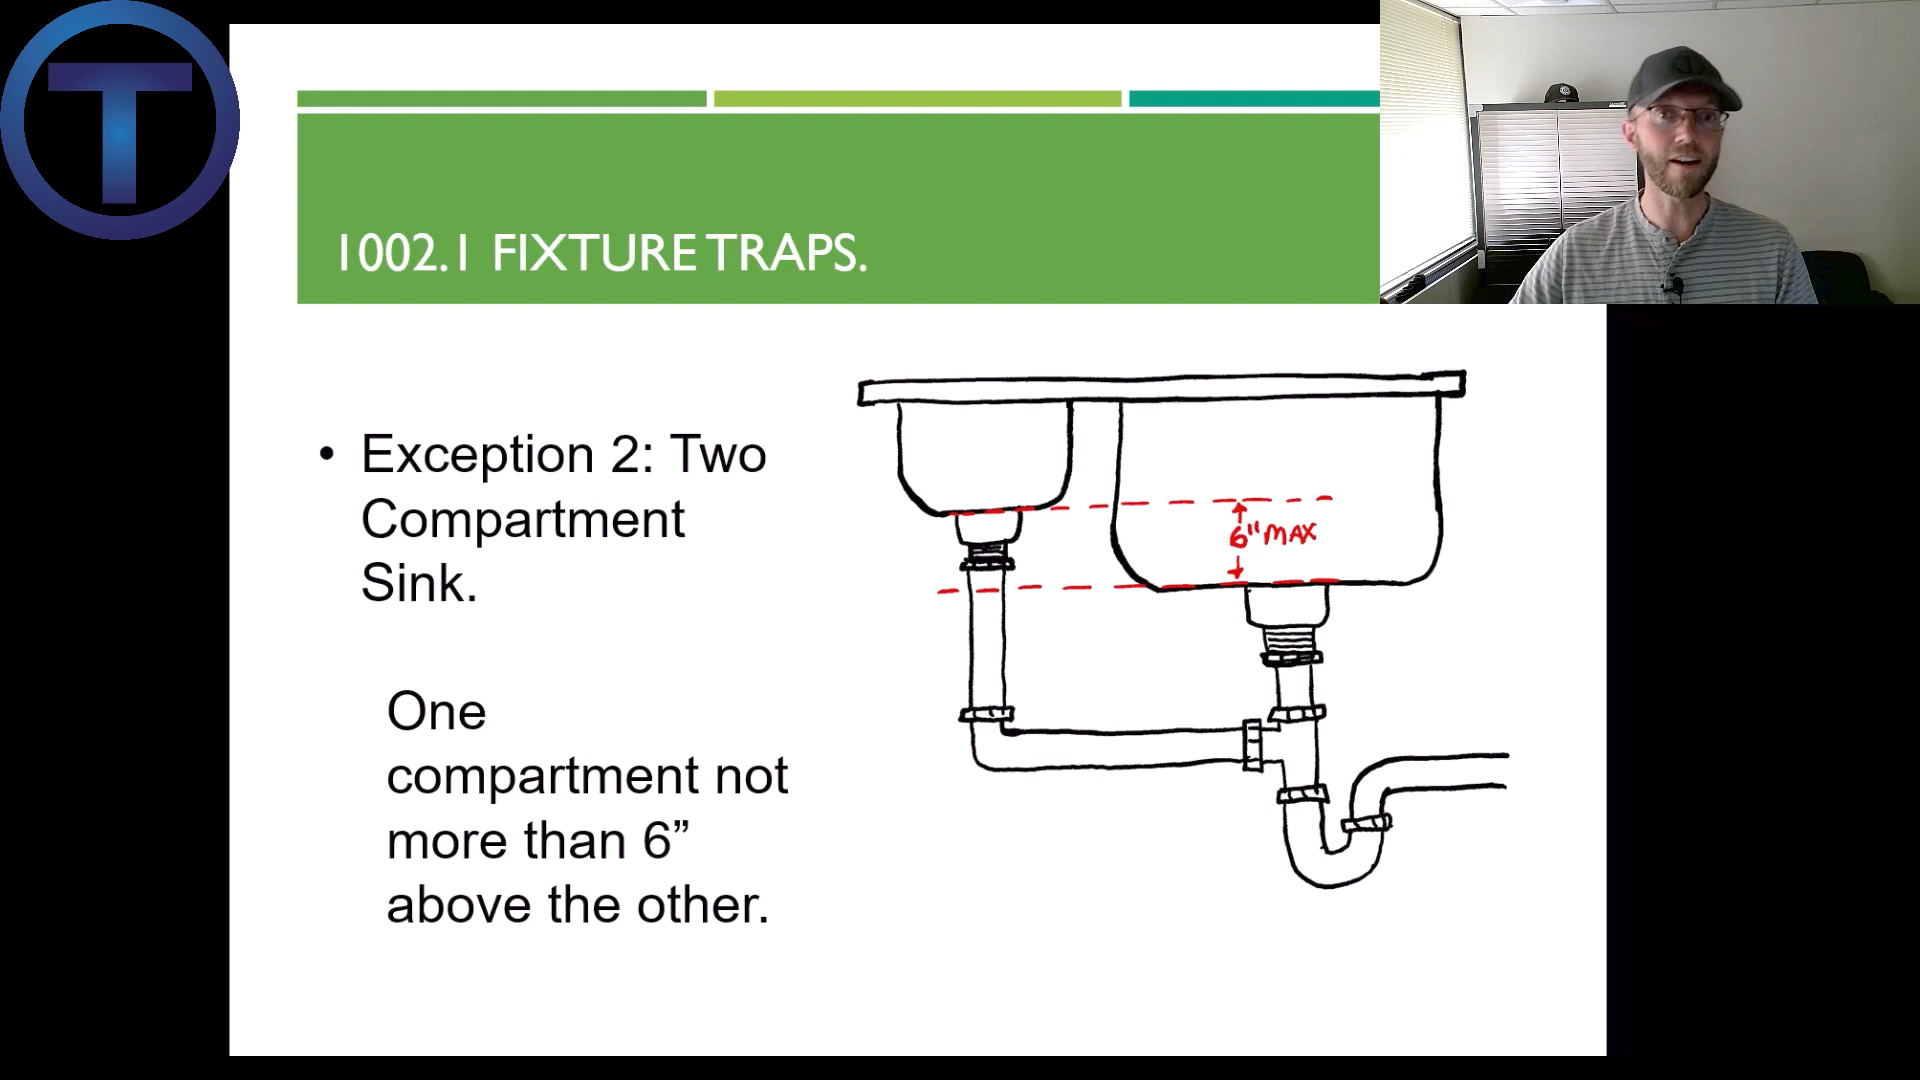 T
1002.1 FIXTURE TRAPS.
• Exception 2: Two
Compartment
Sink.
6" MAX
One
compartment not
more than 6”
above the other.